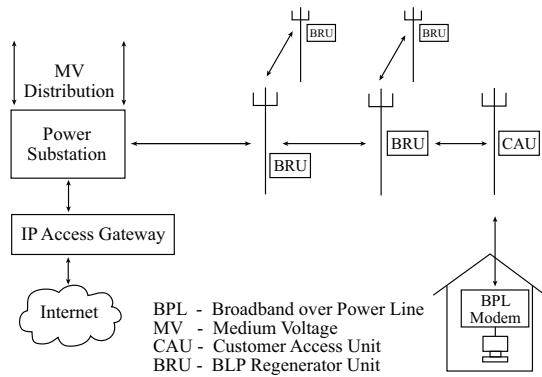 BRU
BRU
MV
Distribution
Power
Substation
BRU
BRU
CAU
IP Access Gateway
Internet
BPL
Modem
BPL - Broadband over Power Line
MV - Medium Voltage
CAU - Customer Access Unit
BRU - BLP Regenerator Unit